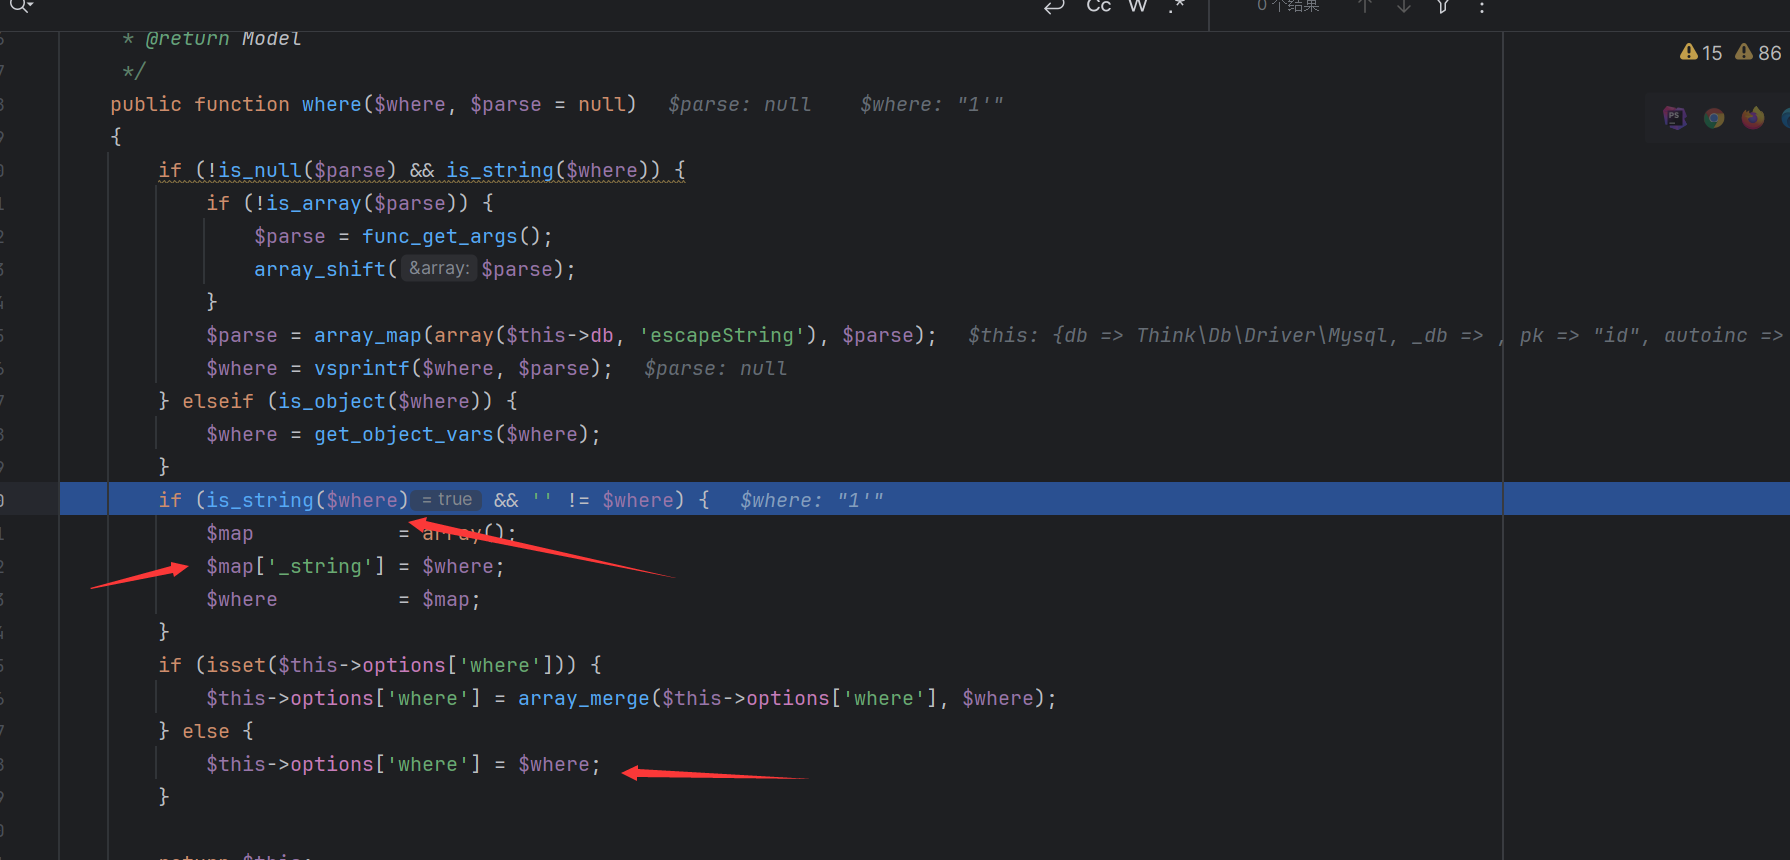 Cc W .* 0 个结果
* @return Model
15 86
*/
public function where($where, $parse = null) $parse: null $where: "1'"
{
if (!is_null($parse) && is_string($where)) {
if (!is_array($parse)) {
$parse = func_get_args();
array_shift( &array: $parse);
}
$parse = array_map(array($this->db, 'escapeString'), $parse); $this: {db => Think\Db\Driver\Mysql, _db => , pk => "id", autoinc =>
$where = vsprintf($where, $parse); $parse: null
} elseif (is_object($where)) {
$where = get_object_vars($where);
}
if (is_string($where) = true && '' != $where) { $where: "1'"
$map = array();
$map['_string'] = $where;
$where = $map;
}
if (isset($this->options['where'])) {
$this->options['where'] = array_merge($this->options['where'], $where);
} else {
$this->options['where'] = $where;
}
return $this;